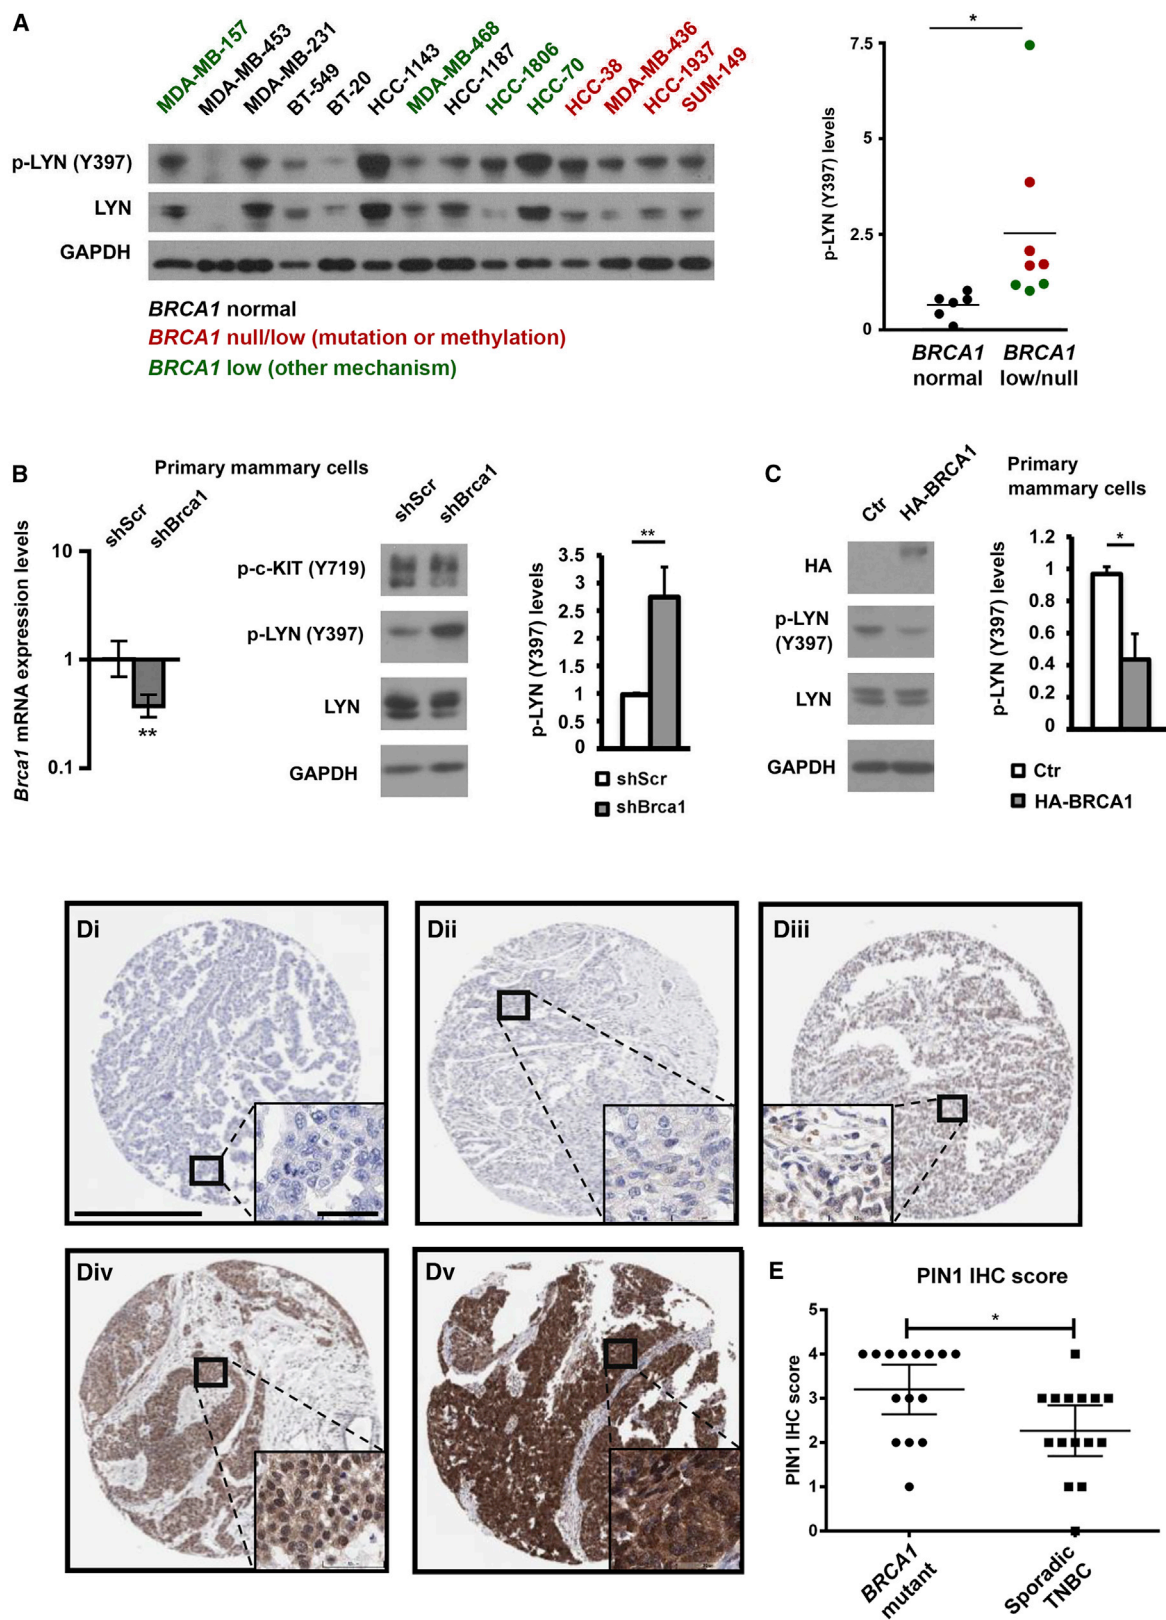 A
MDA-MB-157
MDA-MB-453
MDA-MB-231
BT-549
BT-20
HCC-1143
MDA-MB-468
HCC-1187
HCC-1806
HCC-70
HCC-38
MDA-MB-436
HCC-1937
SUM-149
p-LYN (Y397)
LYN
GAPDH
BRCA1 normal
BRCA1 null/low (mutation or methylation)
BRCA1 low (other mechanism)
p-LYN (Y397) levels
7.5
5
2.5
0
*
BRCA1 normal
BRCA1 low/null
B
Primary mammary cells
Brca1 mRNA expression levels
10
1
0.1
shScr
shBrca1
**
shScr
shBrca1
p-c-KIT (Y719)
p-LYN (Y397)
LYN
GAPDH
p-LYN (Y397) levels
3.5
3
2.5
2
1.5
1
0.5
0
**
shScr
shBrca1
C
Ctr
HA-BRCA1
HA
p-LYN
(Y397)
LYN
GAPDH
Primary
mammary cells
p-LYN (Y397) levels
1.2
1
0.8
0.6
0.4
0.2
0
*
Ctr
HA-BRCA1
Di
Dii
Diii
Div
Dv
E
PIN1 IHC score
PIN1 IHC score
5
4
3
2
1
0
*
BRCA1
mutant
Sporadic
TNBC